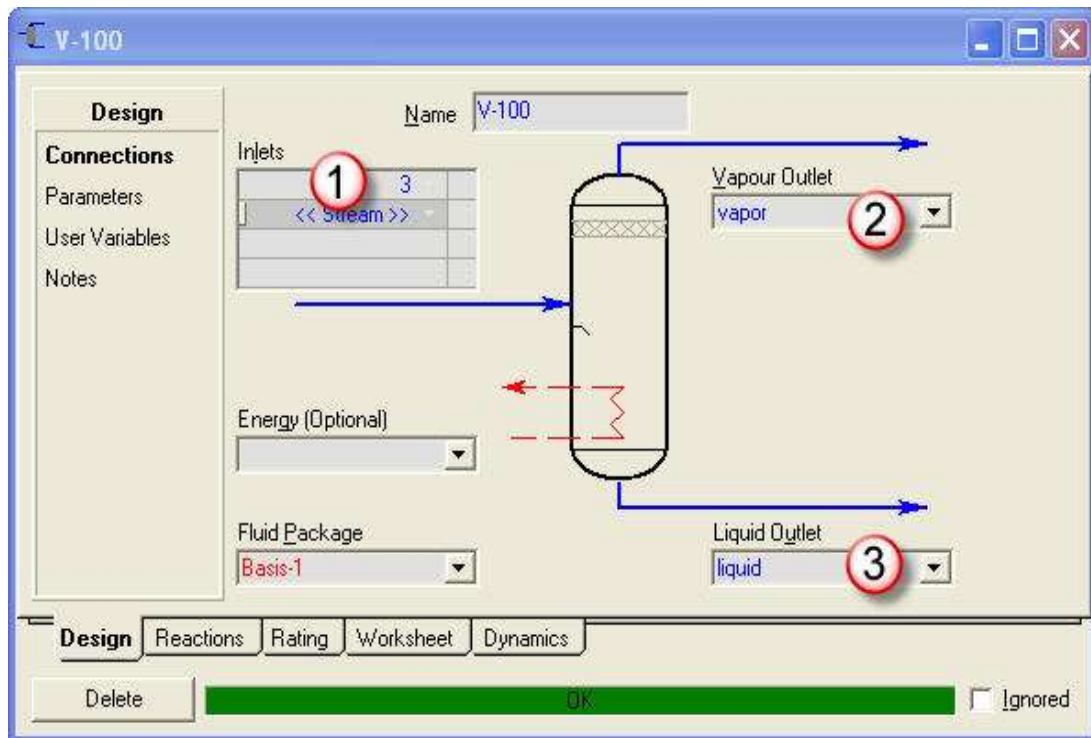 V-100
Design
Connections
Parameters
User Variables
Notes
Name V-100
Inlets
1
3
<< Stream >>
Vapour Outlet
vapor
2
Energy (Optional)
Fluid Package
Basis-1
Liquid Outlet
liquid
3
Design Reactions Rating Worksheet Dynamics
Delete OK Ignored